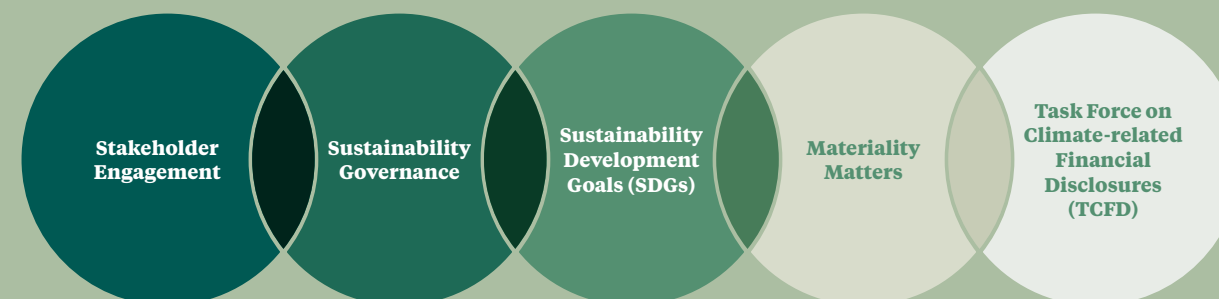 Stakeholder
Engagement
Sustainability
Governance
Sustainability
Development
Goals (SDGs)
Materiality
Matters
Task Force on
Climate-related
Financial
Disclosures
(TCFD)